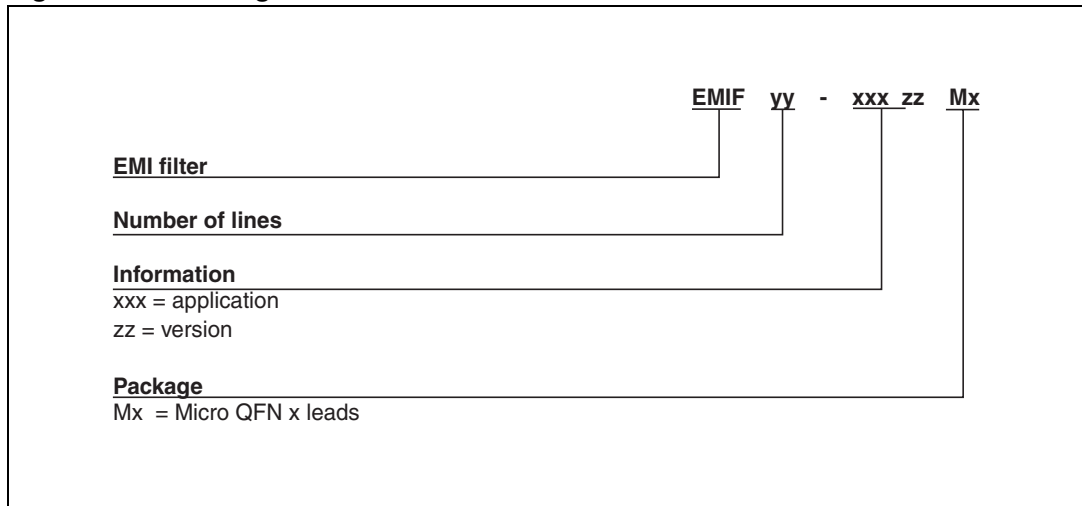 EMIF yy - xxx zz Mx
EMI filter
Number of lines
Information
xxx = application
zz = version
Package
Mx = Micro QFN x leads